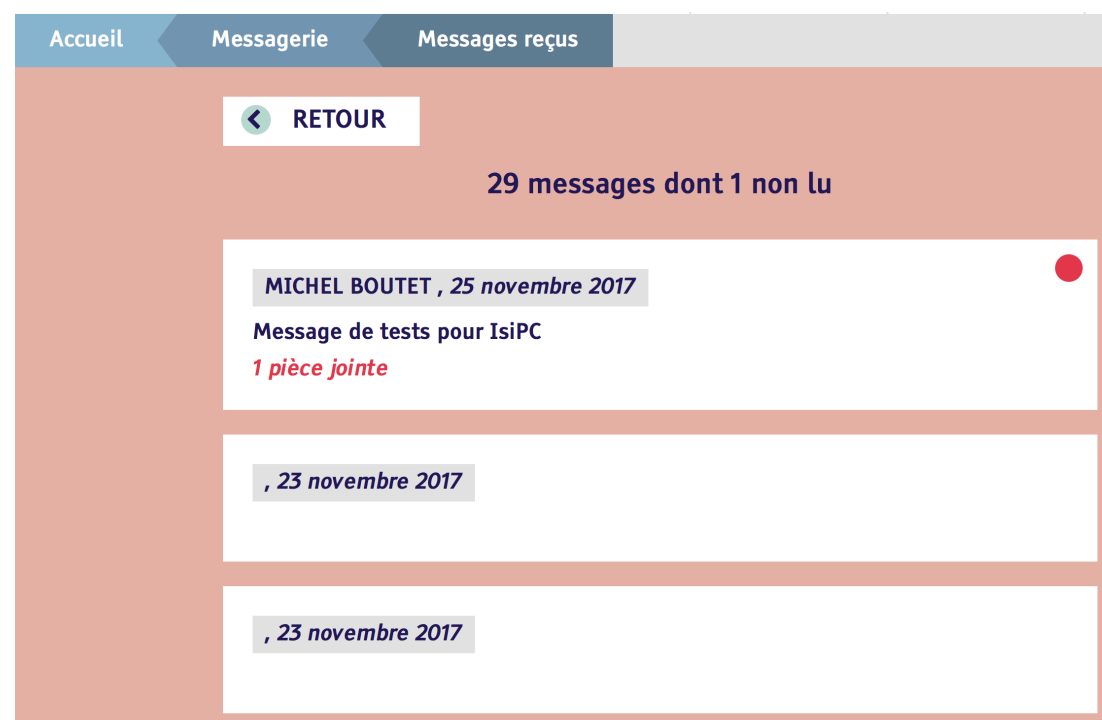 Accueil Messagerie Messages reçus
RETOUR
29 messages dont 1 non lu
MICHEL BOUTET , 25 novembre 2017
Message de tests pour IsiPC
1 pièce jointe
, 23 novembre 2017
, 23 novembre 2017